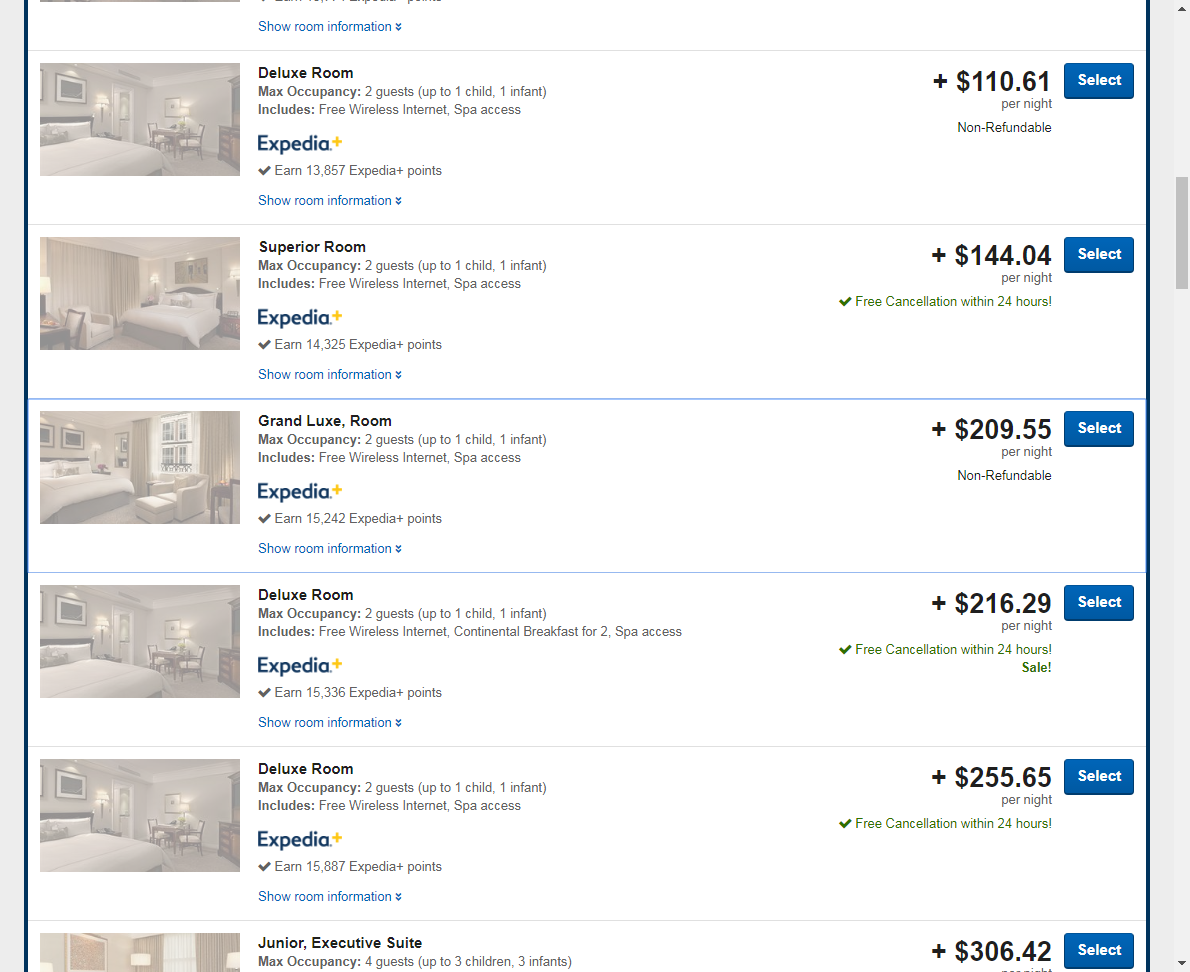 Show room information
Deluxe Room
Max Occupancy: 2 guests (up to 1 child, 1 infant)
Includes: Free Wireless Internet, Spa access
Expedia+
Earn 13,857 Expedia+ points
Show room information
+ $110.61
per night
Non-Refundable
Select
Superior Room
Max Occupancy: 2 guests (up to 1 child, 1 infant)
Includes: Free Wireless Internet, Spa access
Expedia+
Earn 14,325 Expedia+ points
Show room information
+ $144.04
per night
Free Cancellation within 24 hours!
Select
Grand Luxe, Room
Max Occupancy: 2 guests (up to 1 child, 1 infant)
Includes: Free Wireless Internet, Spa access
Expedia+
Earn 15,242 Expedia+ points
Show room information
+ $209.55
per night
Non-Refundable
Select
Deluxe Room
Max Occupancy: 2 guests (up to 1 child, 1 infant)
Includes: Free Wireless Internet, Continental Breakfast for 2, Spa access
Expedia+
Earn 15,336 Expedia+ points
Show room information
+ $216.29
per night
Free Cancellation within 24 hours!
Sale!
Select
Deluxe Room
Max Occupancy: 2 guests (up to 1 child, 1 infant)
Includes: Free Wireless Internet, Spa access
Expedia+
Earn 15,887 Expedia+ points
Show room information
+ $255.65
per night
Free Cancellation within 24 hours!
Select
Junior, Executive Suite
Max Occupancy: 4 guests (up to 3 children, 3 infants)
+ $306.42
Select